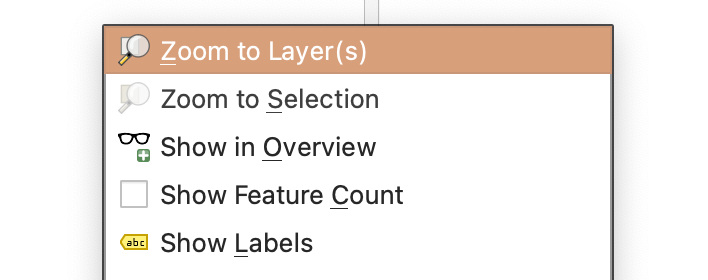 Zoom to Layer(s)
Zoom to Selection
Show in Overview
Show Feature Count
abc Show Labels